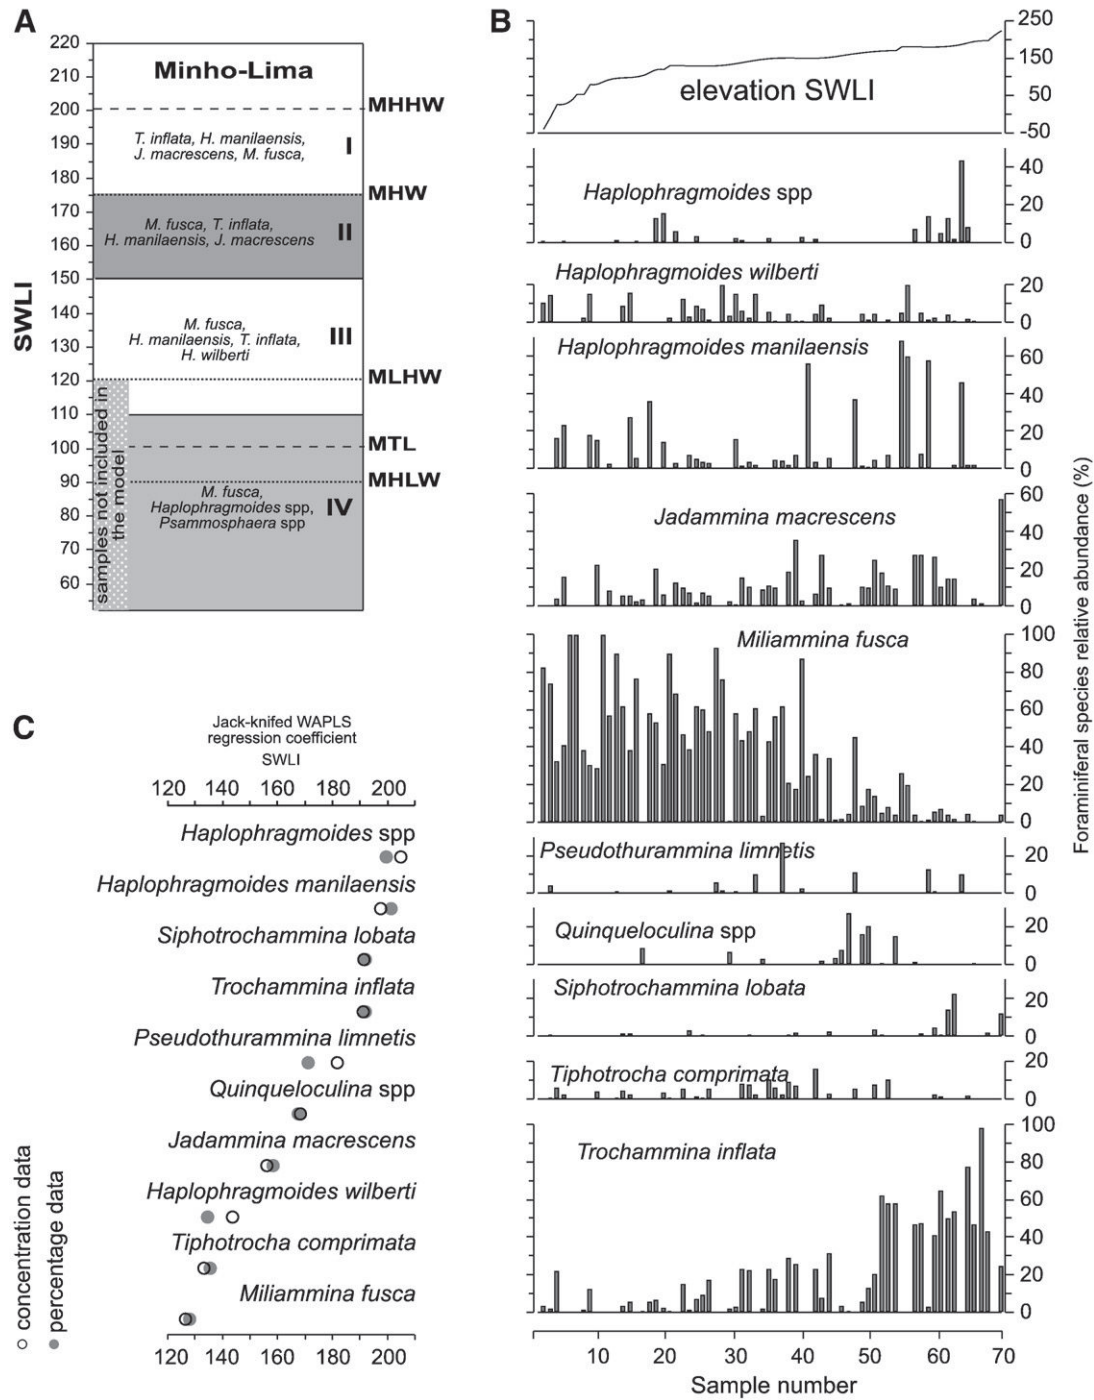 A
220
210
200
190
180
175
170
160
150
140
130
120
110
100
90
80
70
60
SWLI
Minho-Lima
MHHW
T. inflata, H. manilaensis,
J. macrescens, M. fusca,
I
MHW
M. fusca, T. inflata,
H. manilaensis, J. macrescens
II
M. fusca,
H. manilaensis, T. inflata,
H. wilberti
III
MLHW
MTL
MHLW
M. fusca,
Haplophragmoides spp,
Psammosphaera spp
IV
samples not included in
the model
B
250
150
50
-50
elevation SWLI
Haplophragmoides spp
40
20
0
Haplophragmoides wilberti
20
0
Haplophragmoides manilaensis
60
40
20
0
Jadammina macrescens
60
40
20
0
Miliammina fusca
100
80
60
40
20
0
Pseudothurammina limnetis
20
0
Quinqueloculina spp
20
0
Siphotrochammina lobata
20
0
Tiphotrocha comprimata
20
0
Trochammina inflata
100
80
60
40
20
0
Foraminiferal species relative abundance (%)
10 20 30 40 50 60 70
Sample number
C
Jack-knifed WAPLS
regression coefficient
SWLI
120 140 160 180 200
Haplophragmoides spp
Haplophragmoides manilaensis
Siphotrochammina lobata
Trochammina inflata
Pseudothurammina limnetis
Quinqueloculina spp
Jadammina macrescens
Haplophragmoides wilberti
Tiphotrocha comprimata
Miliammina fusca
120 140 160 180 200
concentration data
percentage data